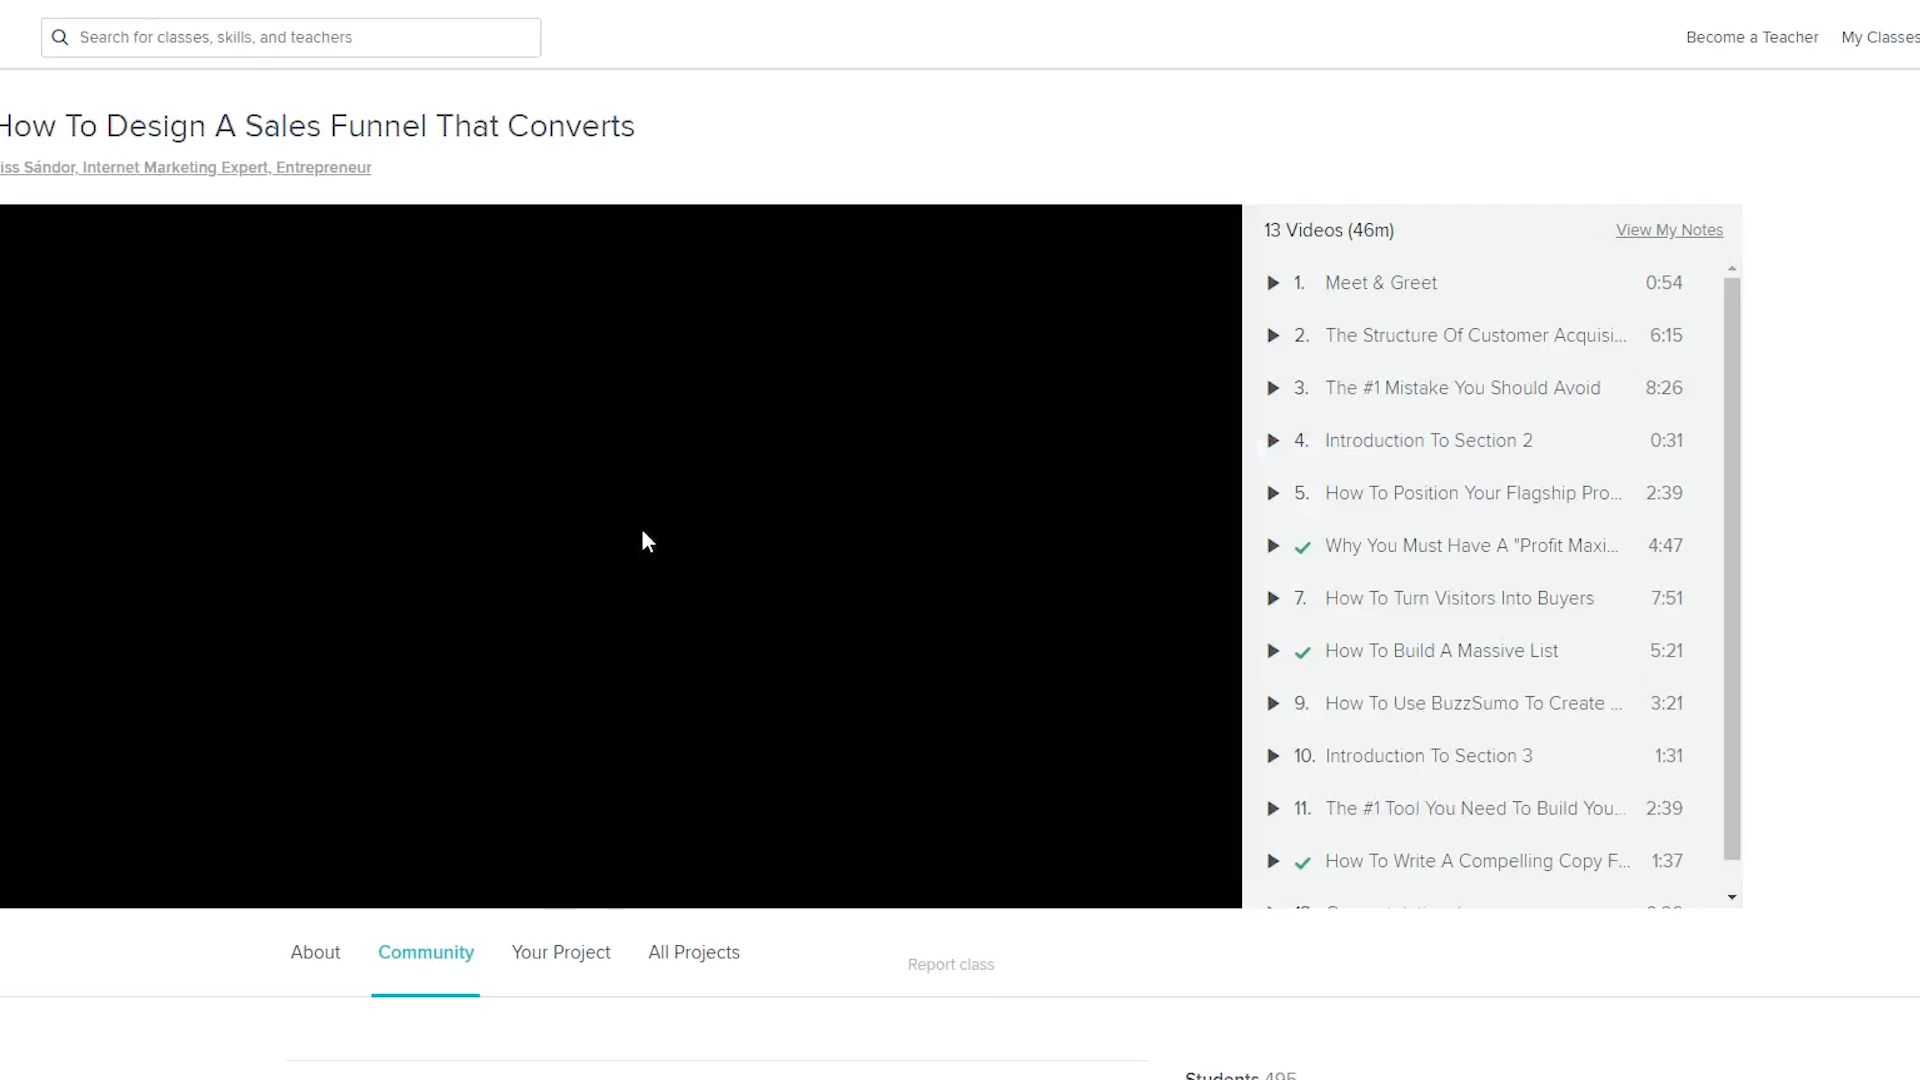 Search for classes, skills, and teachers
Become a Teacher
My Classes
How To Design A Sales Funnel That Converts
iss Sándor, Internet Marketing Expert, Entrepreneur
13 Videos (46m)
View My Notes
1. Meet & Greet 0:54
2. The Structure Of Customer Acquisi... 6:15
3. The #1 Mistake You Should Avoid 8:26
4. Introduction To Section 2 0:31
5. How To Position Your Flagship Pro... 2:39
Why You Must Have A "Profit Maxi... 4:47
7. How To Turn Visitors Into Buyers 7:51
How To Build A Massive List 5:21
9. How To Use BuzzSumo To Create ... 3:21
10. Introduction To Section 3 1:31
11. The #1 Tool You Need To Build You... 2:39
How To Write A Compelling Copy F... 1:37
About Community Your Project All Projects
Report class
Students 495